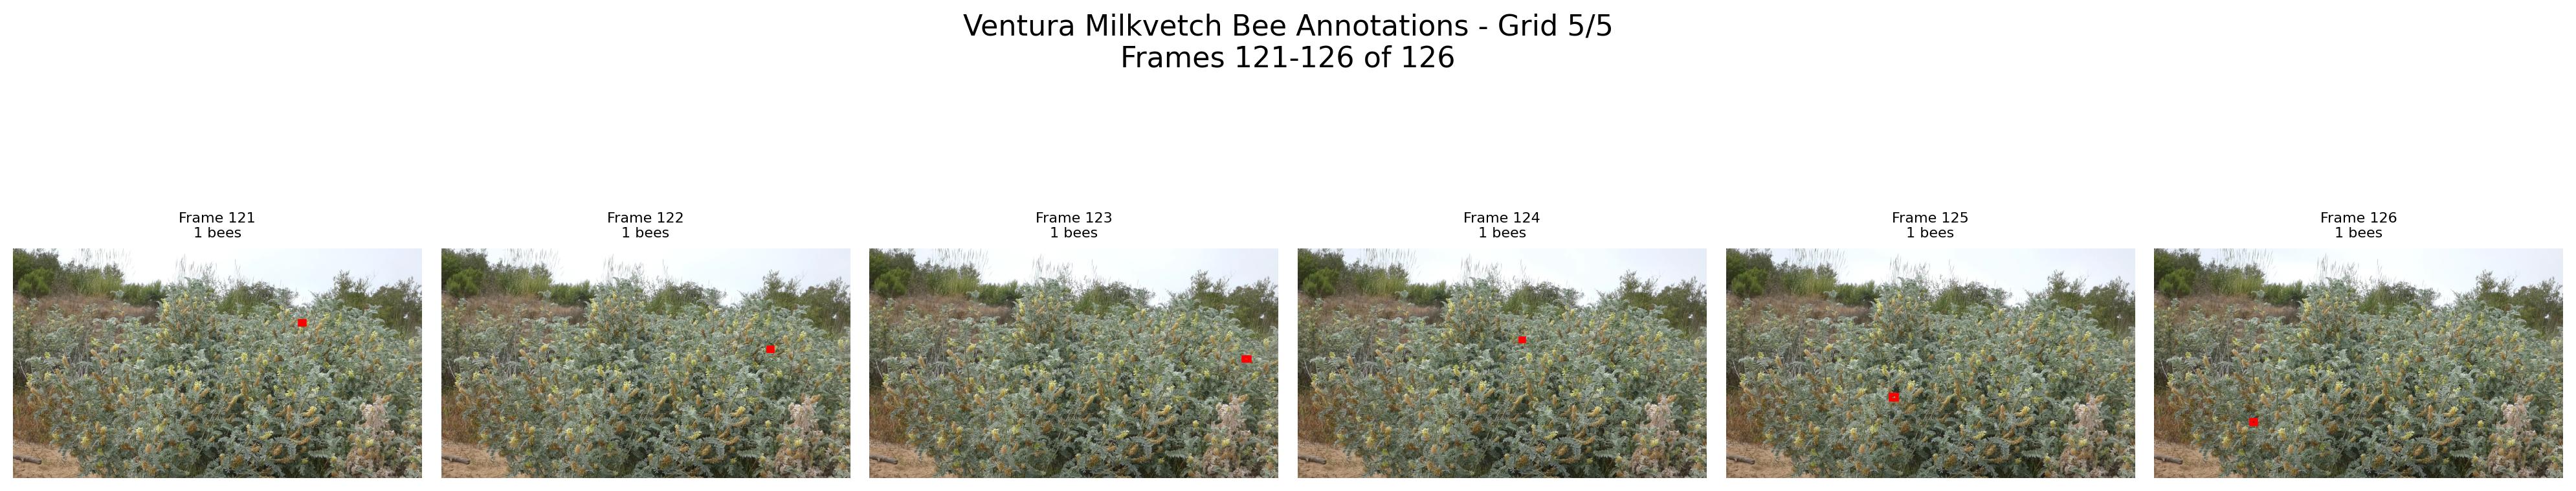 Ventura Milkvetch Bee Annotations - Grid 5/5
Frames 121-126 of 126
Frame 121
1 bees
Frame 122
1 bees
Frame 123
1 bees
Frame 124
1 bees
Frame 125
1 bees
Frame 126
1 bees